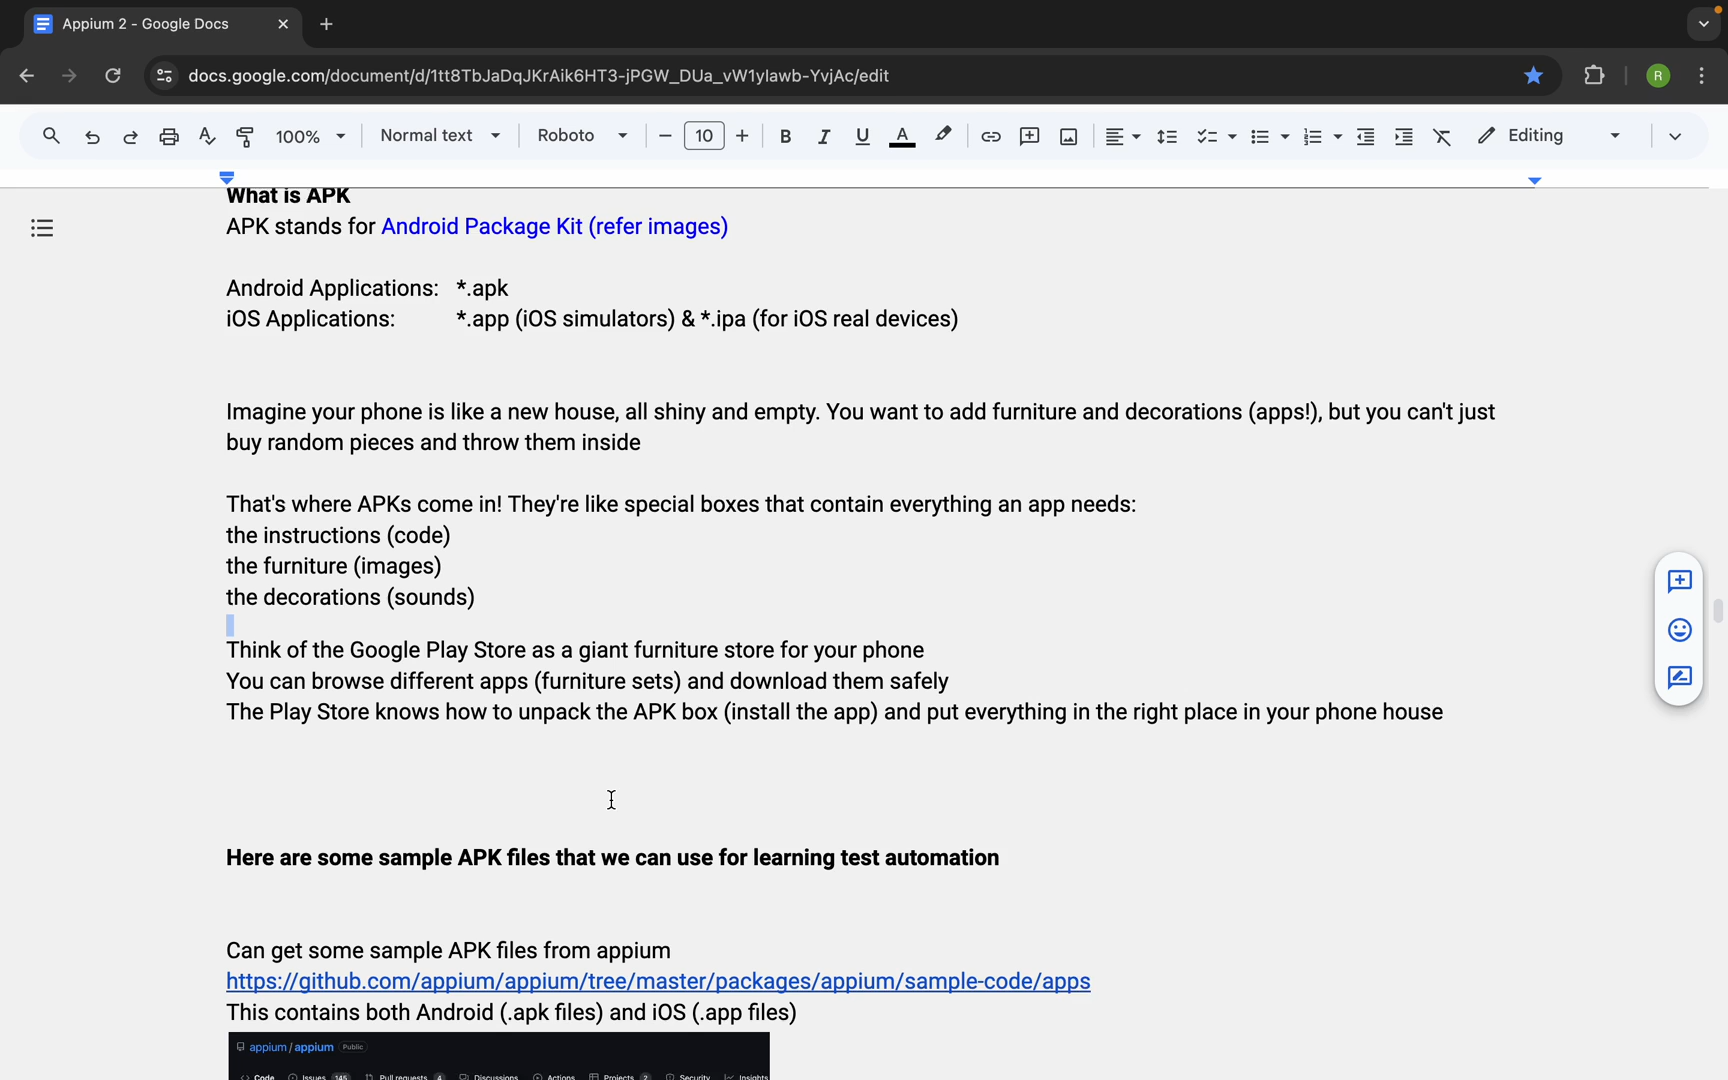 Appium 2 - Google Docs
docs.google.com/document/d/1tt8TbJaDqJKrAik6HT3-jPGW_DUa_vW1ylawb-YvjAc/edit
R
100%
Normal text
Roboto
10
B
I
U
A
Editing
What is APK
APK stands for Android Package Kit (refer images)
Android Applications: *.apk
iOS Applications: *.app (iOS simulators) & *.ipa (for iOS real devices)
Imagine your phone is like a new house, all shiny and empty. You want to add furniture and decorations (apps!), but you can't just
buy random pieces and throw them inside
That's where APKs come in! They're like special boxes that contain everything an app needs:
the instructions (code)
the furniture (images)
the decorations (sounds)
Think of the Google Play Store as a giant furniture store for your phone
You can browse different apps (furniture sets) and download them safely
The Play Store knows how to unpack the APK box (install the app) and put everything in the right place in your phone house
Here are some sample APK files that we can use for learning test automation
Can get some sample APK files from appium
https://github.com/appium/appium/tree/master/packages/appium/sample-code/apps
This contains both Android (.apk files) and iOS (.app files)
appium / appium Public
Code Issues 145 Pull requests 4 Discussions Actions Projects 2 Security Insights